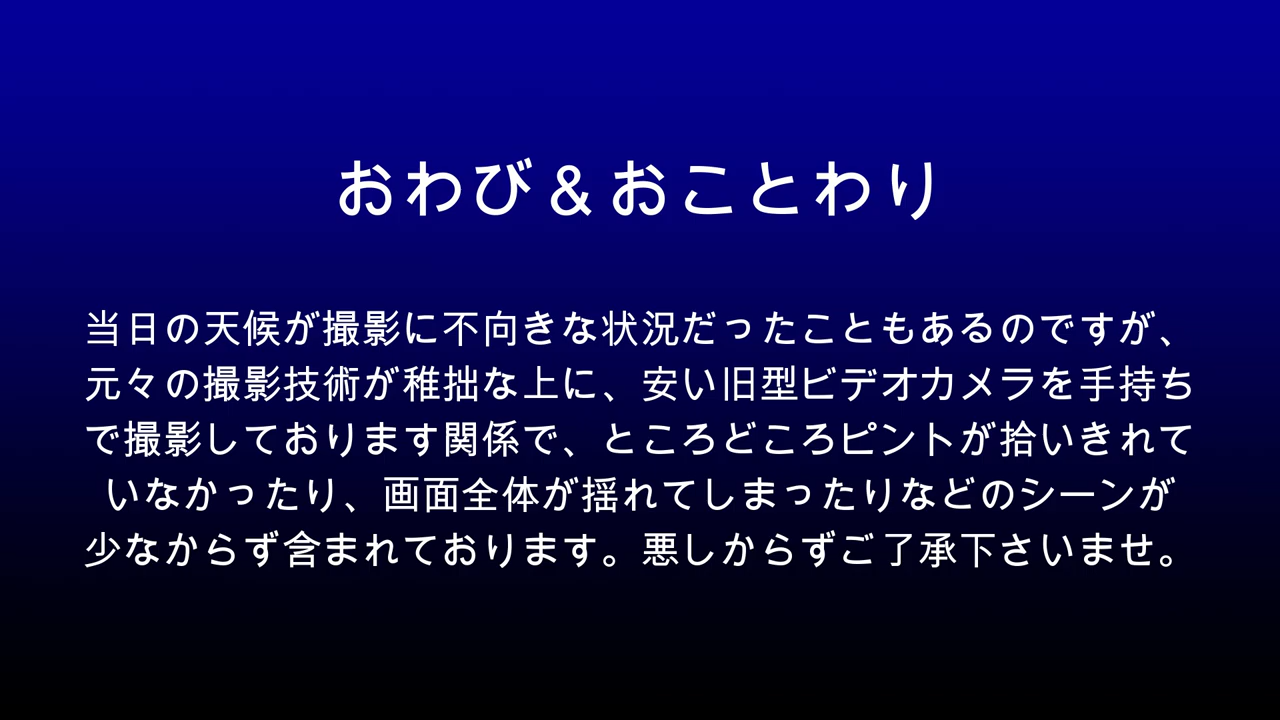 おわび＆おことわり
当日の天候が撮影に不向きな状況だったこともあるのですが、
元々の撮影技術が稚拙な上に、安い旧型ビデオカメラを手持ち
で撮影しております関係で、ところどころピントが拾いきれて
いなかったり、画面全体が揺れてしまったりなどのシーンが
少なからず含まれております。悪しからずご了承下さいませ。